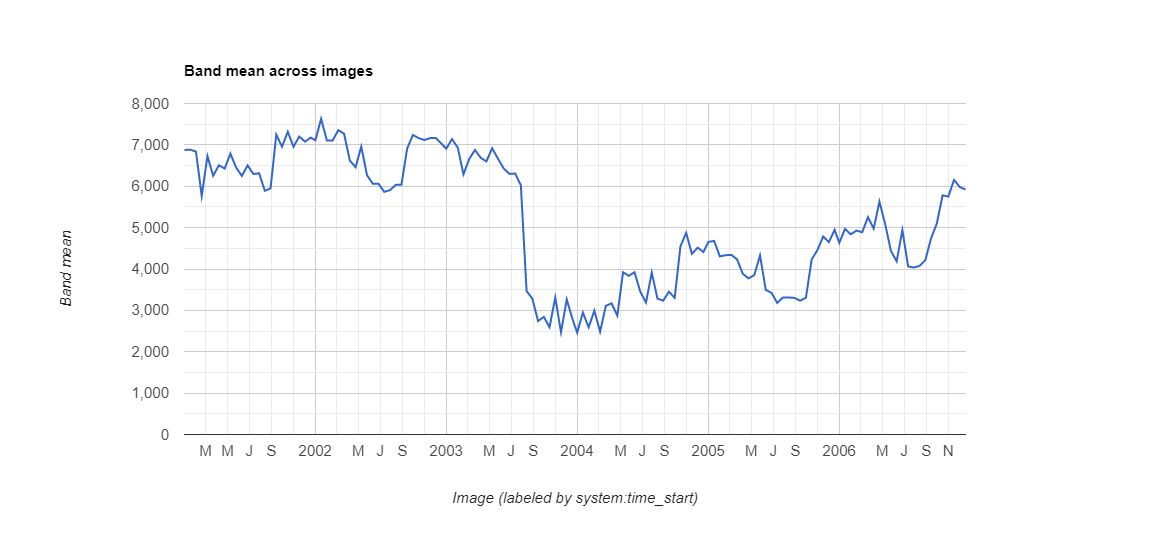 Band mean across images
8,000
7,000
6,000
5,000
4,000
3,000
2,000
1,000
0
Band mean
M M J S 2002 M J S 2003 M J S 2004 M J S 2005 M J S 2006 M J S N
Image (labeled by system:time_start)